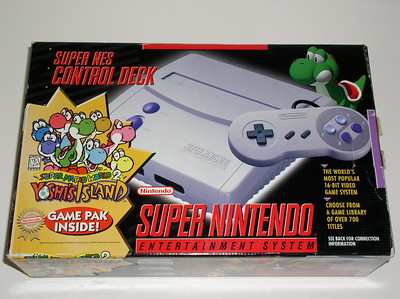 SUPER NES
CONTROL DECK
SUPER MARIO WORLD 2
YOSHI'S ISLAND
GAME PAK
INSIDE!
Nintendo
SUPER NINTENDO
ENTERTAINMENT SYSTEM
THE WORLD'S
MOST POPULAR
16-BIT VIDEO
GAME SYSTEM.
CHOOSE FROM
A GAME LIBRARY
OF OVER 700
TITLES
SEE BACK FOR CONNECTION
INFORMATION